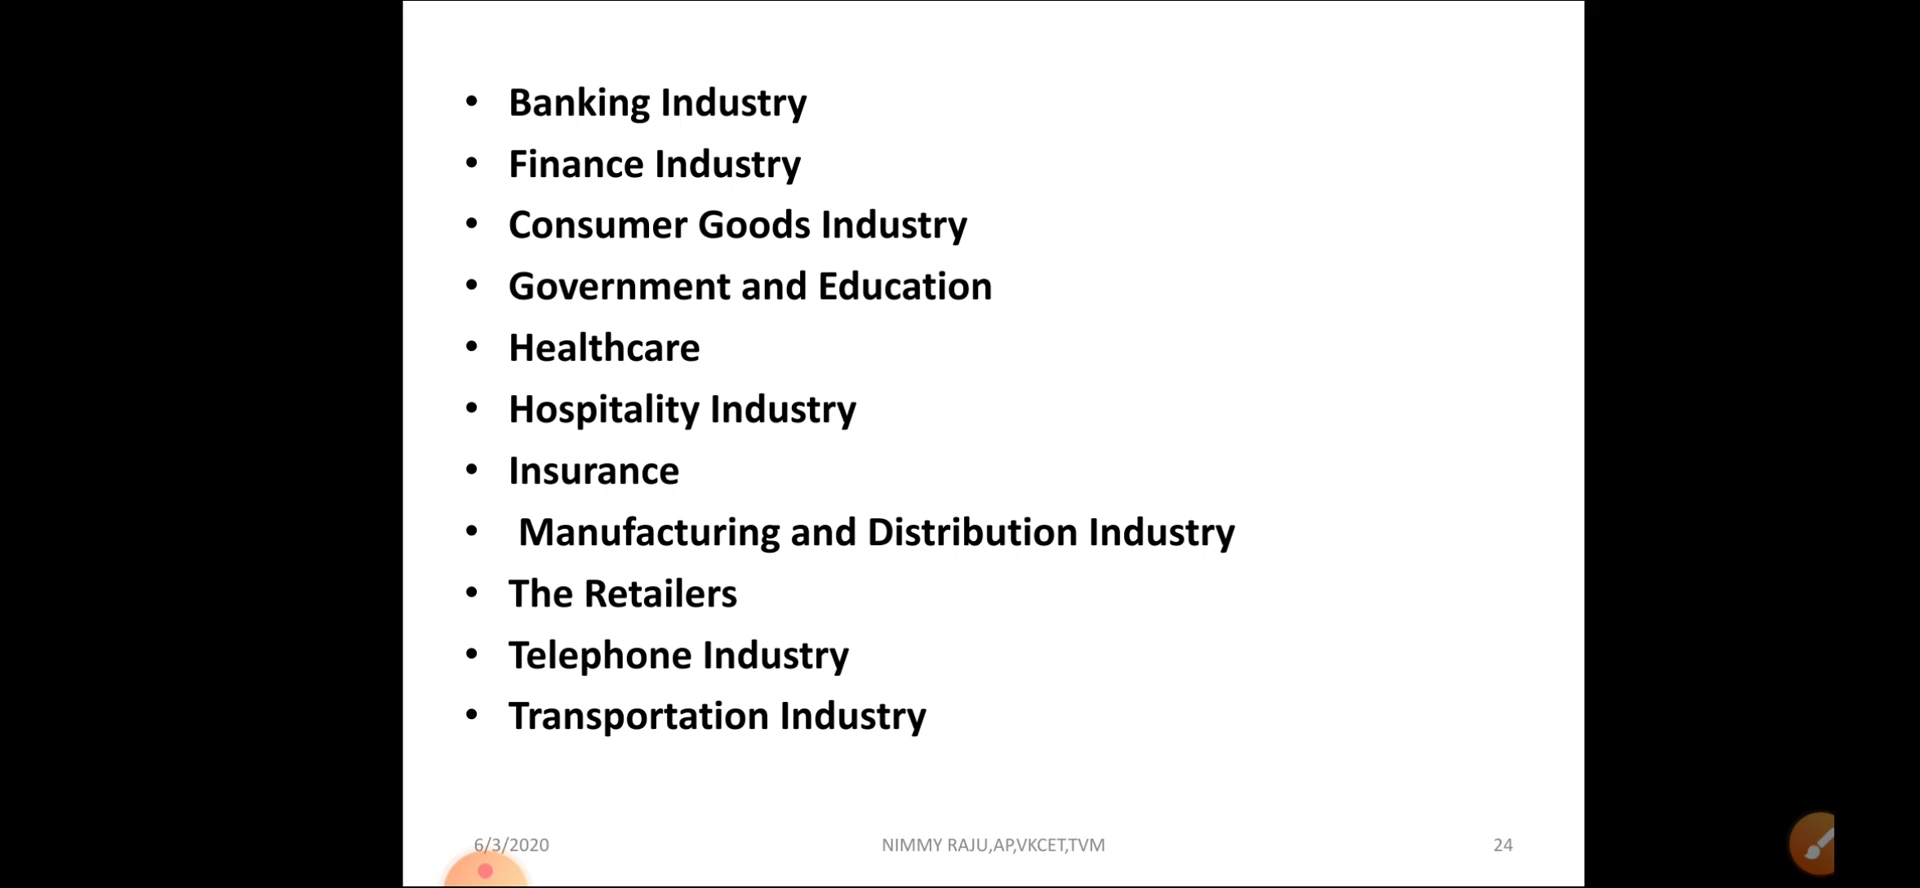 • Banking Industry
• Finance Industry
• Consumer Goods Industry
• Government and Education
• Healthcare
• Hospitality Industry
• Insurance
• Manufacturing and Distribution Industry
• The Retailers
• Telephone Industry
• Transportation Industry
6/3/2020 NIMMY RAJU,AP,VKCET,TVM 24